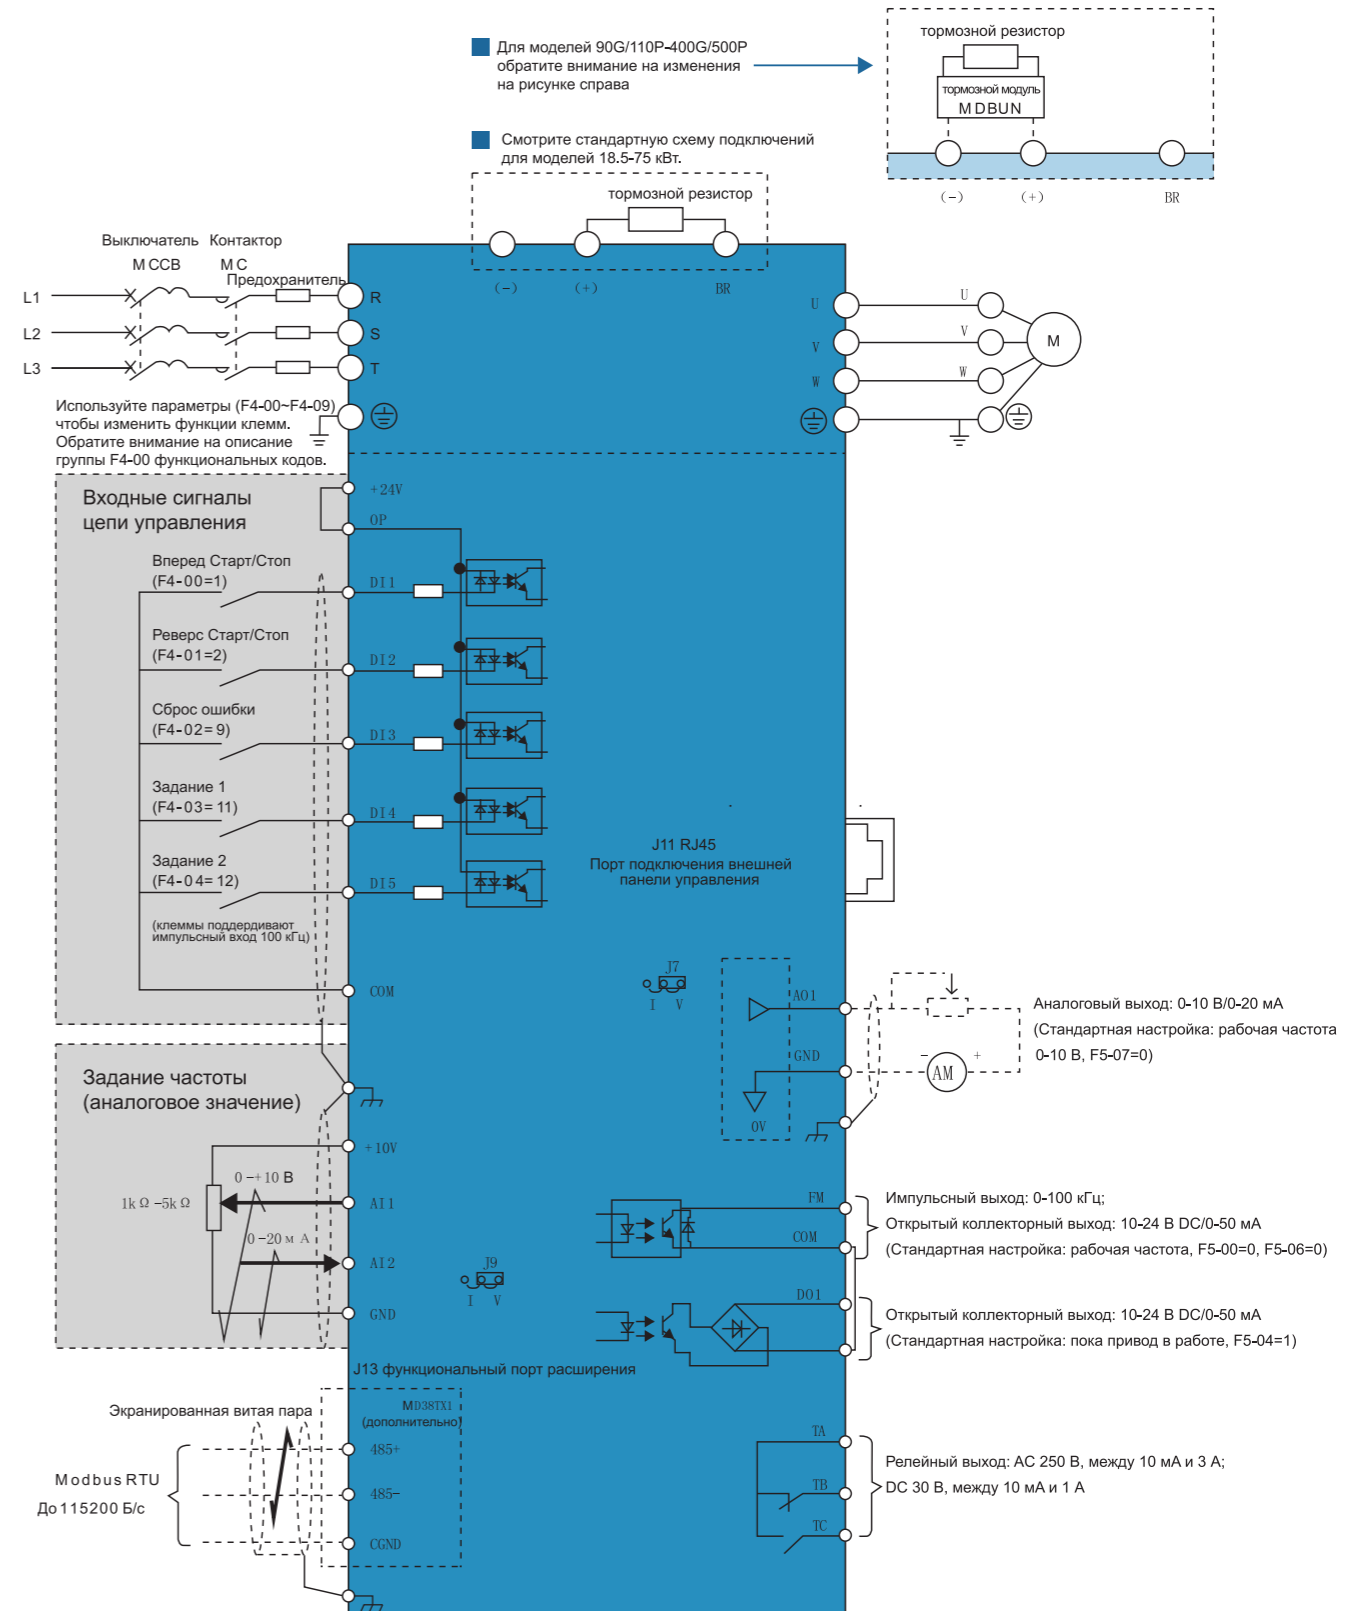 Для моделей 90G/110P-400G/500P
обратите внимание на изменения
на рисунке справа
тормозной резистор
тормозной модуль
MDBUN
(-)
(+)
BR
Смотрите стандартную схему подключений
для моделей 18.5-75 кВт.
тормозной резистор
(-)
(+)
BR
Выключатель
Контактор
MCCB
MC
Предохранитель
L1
R
L2
S
L3
T
U
U
V
V
W
W
M
Используйте параметры (F4-00~F4-09)
чтобы изменить функции клемм.
Обратите внимание на описание
группы F4-00 функциональных кодов.
Входные сигналы
цепи управления
+24V
OP
Вперед Старт/Стоп
(F4-00=1)
DI1
Реверс Старт/Стоп
(F4-01=2)
DI2
Сброс ошибки
(F4-02=9)
DI3
Задание 1
(F4-03=11)
DI4
Задание 2
(F4-04=12)
DI5
(клеммы поддердивают
импульсный вход 100 кГц)
COM
J11 RJ45
Порт подключения внешней
панели управления
J7
I V
AO1
GND
0V
- +
AM
Аналоговый выход: 0-10 В/0-20 мА
(Стандартная настройка: рабочая частота
0-10 В, F5-07=0)
Задание частоты
(аналоговое значение)
+10V
0-+10 В
1kΩ-5kΩ
AI1
0-20мА
AI2
GND
J9
I V
FM
COM
Импульсный выход: 0-100 кГц;
Открытый коллекторный выход: 10-24 В DC/0-50 мА
(Стандартная настройка: рабочая частота, F5-00=0, F5-06=0)
DO1
Открытый коллекторный выход: 10-24 В DC/0-50 мА
(Стандартная настройка: пока привод в работе, F5-04=1)
J13 функциональный порт расширения
MD38TX1
(дополнительно)
Экранированная витая пара
485+
Modbus RTU
До 115200 Б/с
485-
CGND
TA
TB
TC
Релейный выход: AC 250 В, между 10 мА и 3 А;
DC 30 В, между 10 мА и 1 А